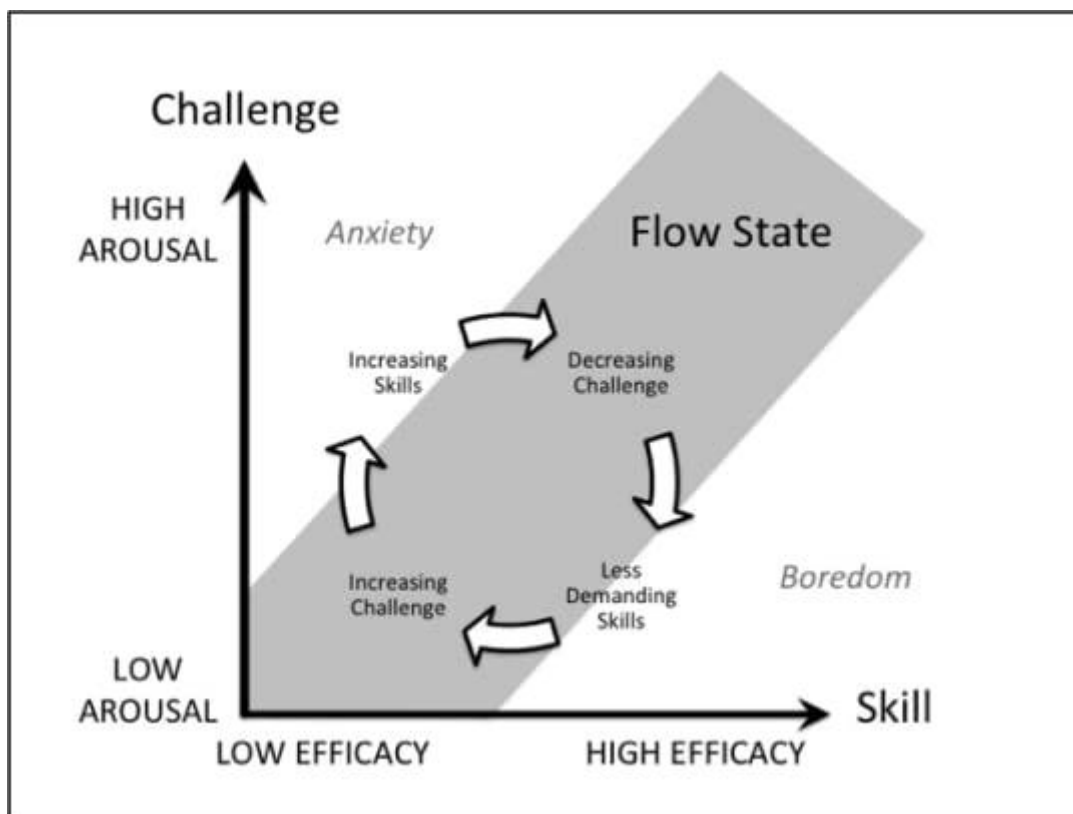 Challenge
HIGH
AROUSAL
Anxiety
Flow State
Increasing
Skills
Decreasing
Challenge
Increasing
Challenge
Less
Demanding
Skills
Boredom
LOW
AROUSAL
Skill
LOW EFFICACY
HIGH EFFICACY